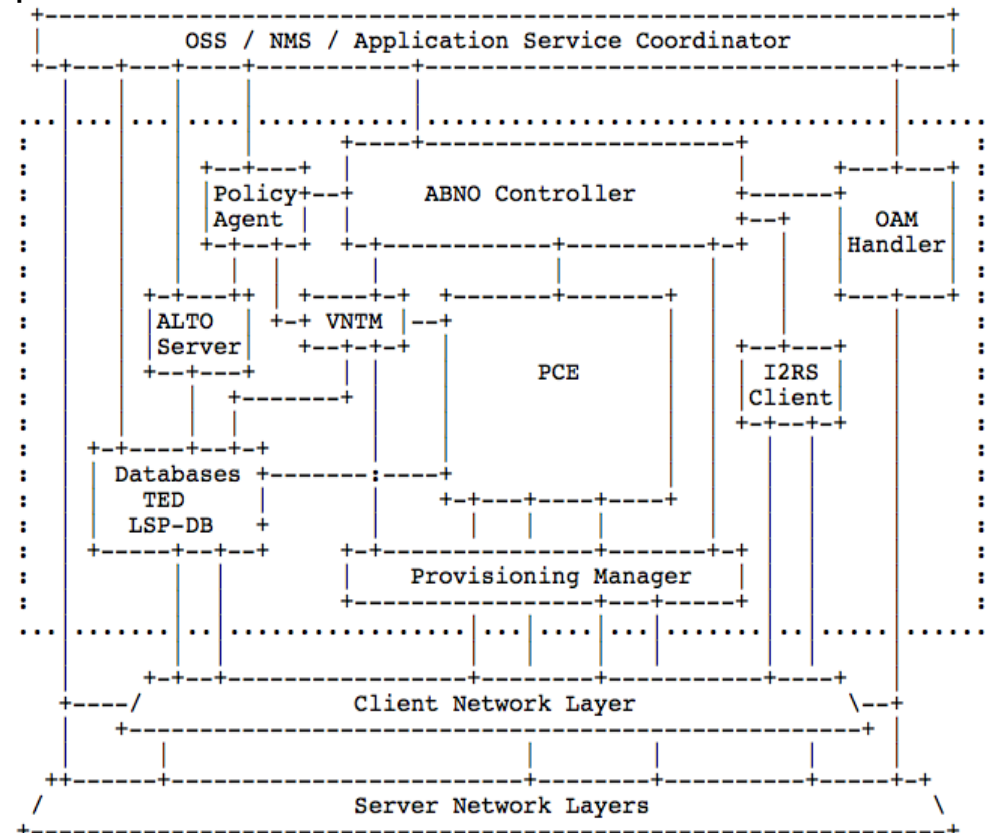 OSS / NMS / Application Service Coordinator
Policy
Agent
ABNO Controller
OAM
Handler
ALTO
Server
VNTM
PCE
I2RS
Client
Databases
TED
LSP-DB
Provisioning Manager
Client Network Layer
Server Network Layers